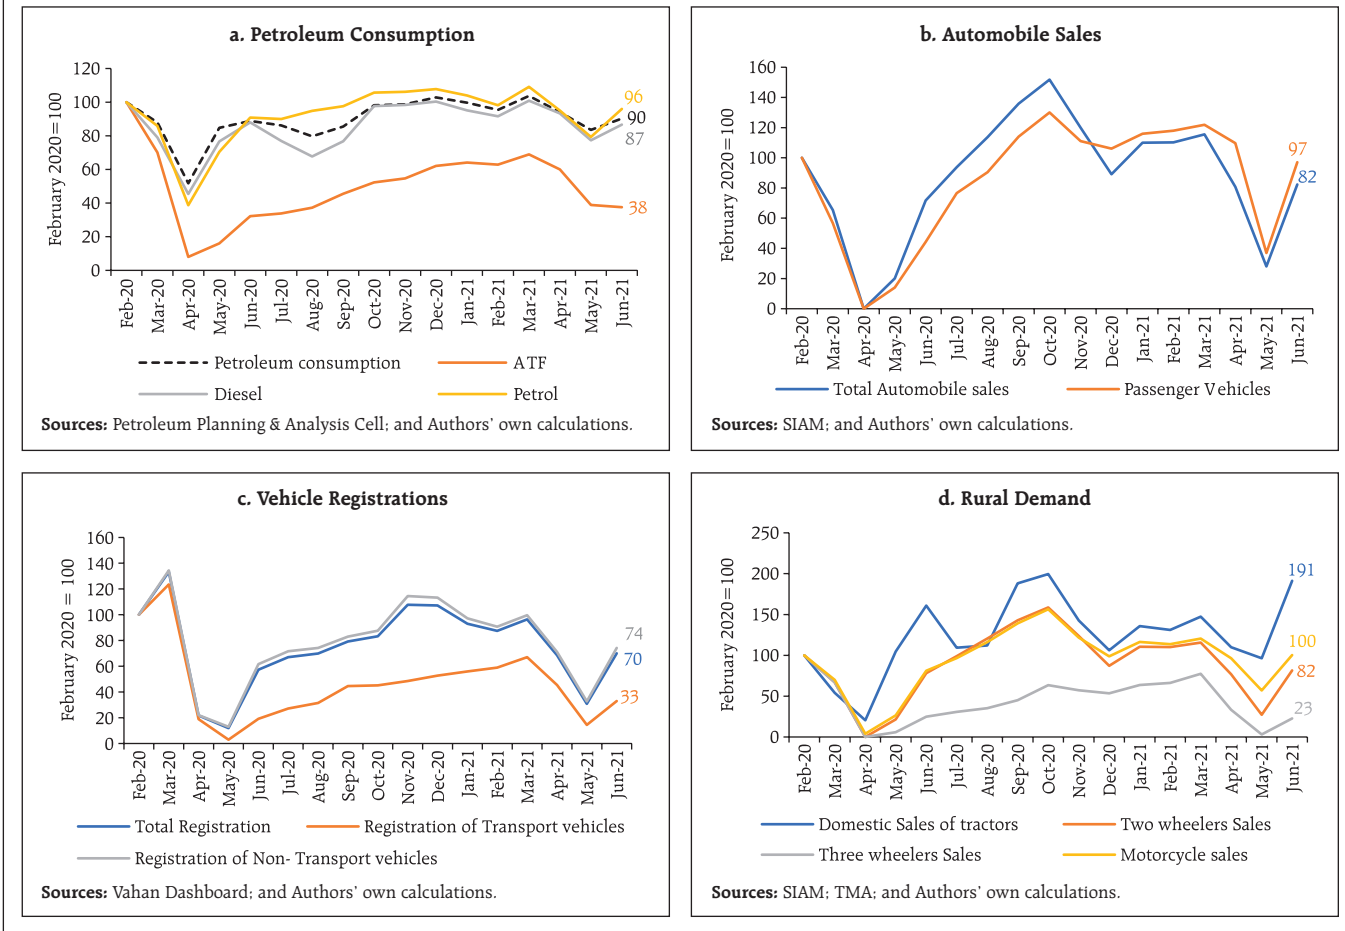 a. Petroleum Consumption
February 2020=100
120
100
80
60
40
20
0
96
90
87
38
Feb-20
Mar-20
Apr-20
May-20
Jun-20
Jul-20
Aug-20
Sep-20
Oct-20
Nov-20
Dec-20
Jan-21
Feb-21
Mar-21
Apr-21
May-21
Jun-21
Petroleum consumption
ATF
Diesel
Petrol
Sources: Petroleum Planning & Analysis Cell; and Authors' own calculations.
b. Automobile Sales
February 2020=100
160
140
120
100
80
60
40
20
0
97
82
Feb-20
Mar-20
Apr-20
May-20
Jun-20
Jul-20
Aug-20
Sep-20
Oct-20
Nov-20
Dec-20
Jan-21
Feb-21
Mar-21
Apr-21
May-21
Jun-21
Total Automobile sales
Passenger Vehicles
Sources: SIAM; and Authors' own calculations.
c. Vehicle Registrations
February 2020 = 100
160
140
120
100
80
60
40
20
0
74
70
33
Feb-20
Mar-20
Apr-20
May-20
Jun-20
Jul-20
Aug-20
Sep-20
Oct-20
Nov-20
Dec-20
Jan-21
Feb-21
Mar-21
Apr-21
May-21
Jun-21
Total Registration
Registration of Transport vehicles
Registration of Non- Transport vehicles
Sources: Vahan Dashboard; and Authors' own calculations.
d. Rural Demand
February 2020=100
250
200
150
100
50
0
191
100
82
23
Feb-20
Mar-20
Apr-20
May-20
Jun-20
Jul-20
Aug-20
Sep-20
Oct-20
Nov-20
Dec-20
Jan-21
Feb-21
Mar-21
Apr-21
May-21
Jun-21
Domestic Sales of tractors
Two wheelers Sales
Three wheelers Sales
Motorcycle sales
Sources: SIAM; TMA; and Authors' own calculations.